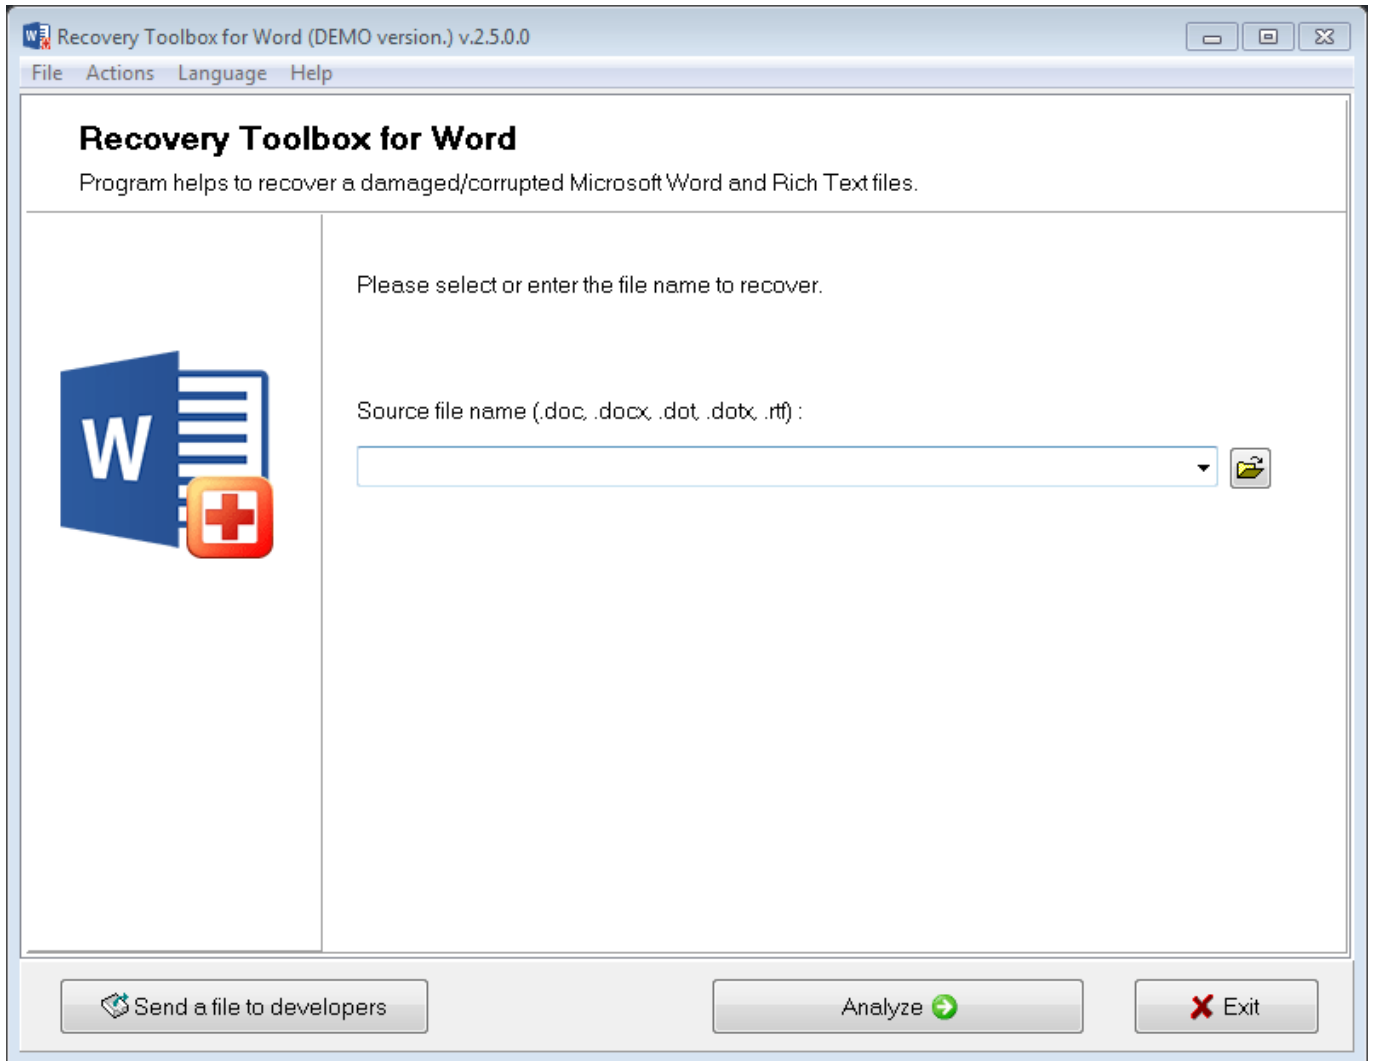 Recovery Toolbox for Word (DEMO version.) v.2.5.0.0
File Actions Language Help
Recovery Toolbox for Word
Program helps to recover a damaged/corrupted Microsoft Word and Rich Text files.
Please select or enter the file name to recover.
Source file name (.doc, .docx, .dot, .dotx, .rtf) :
W
Send a file to developers
Analyze
Exit